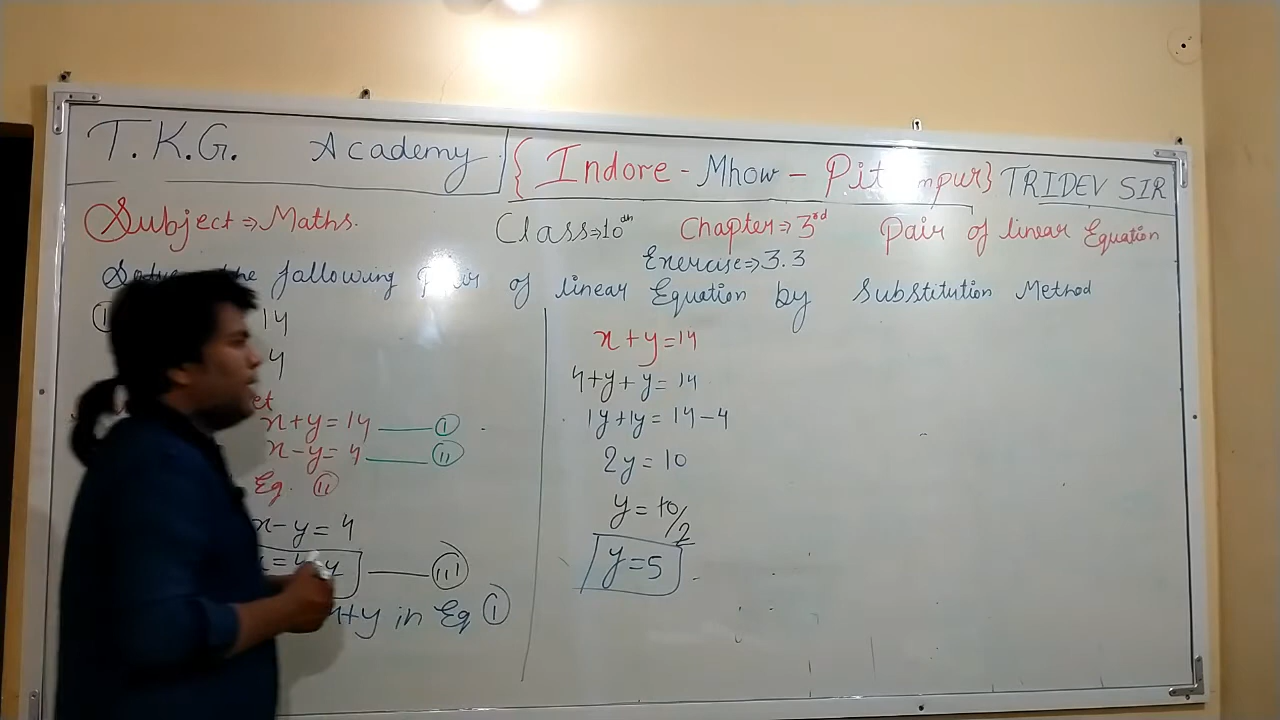 T.K.G. Academy { Indore - Mhow - Pit mpur} TRIDEV SIR
Subject ⇒ Maths. Class ⇒ 10th Chapter ⇒ 3rd Pair of linear Equation
Exercise ⇒ 3.3
the following of linear Equation by Substitution Method
14
4
x+y=14 —— (i)
x-y=4 —— (ii)
Eq. (ii)
x-y=4
—— (iii)
in Eq (i)
x+y=14
4+y+y=14
1y+1y=14-4
2y=10
y=10/2
y=5